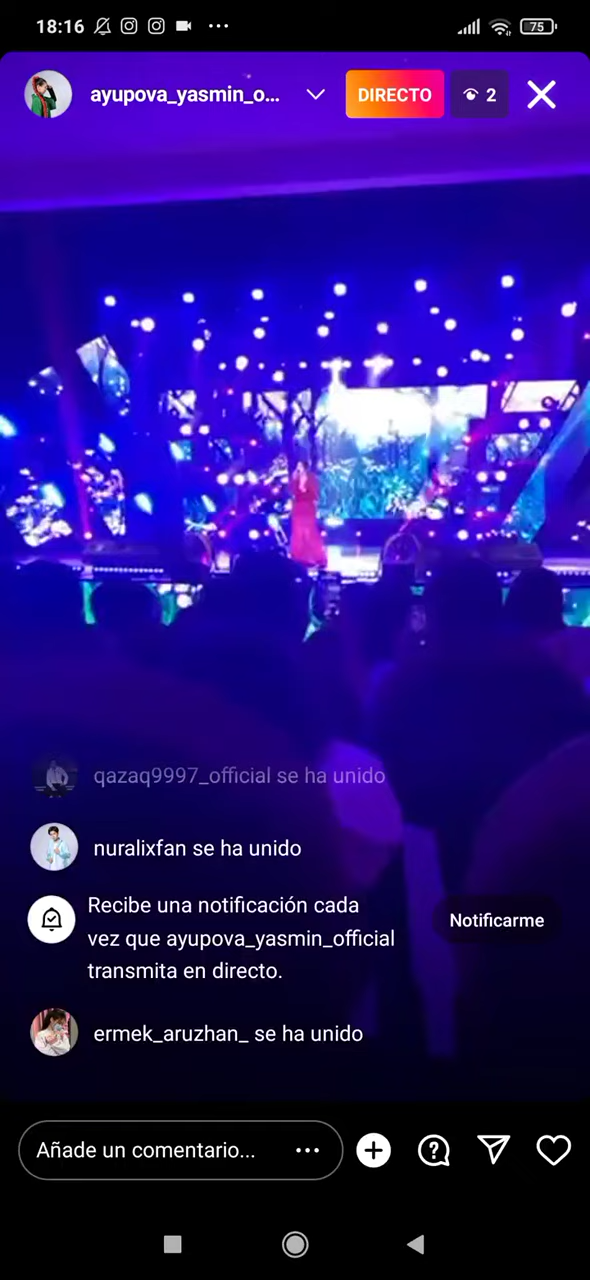 18:16
75
ayupova_yasmin_o...
DIRECTO
2
qazaq9997_official se ha unido
nuralixfan se ha unido
Recibe una notificación cada
vez que ayupova_yasmin_official
transmita en directo.
Notificarme
ermek_aruzhan_ se ha unido
Añade un comentario...